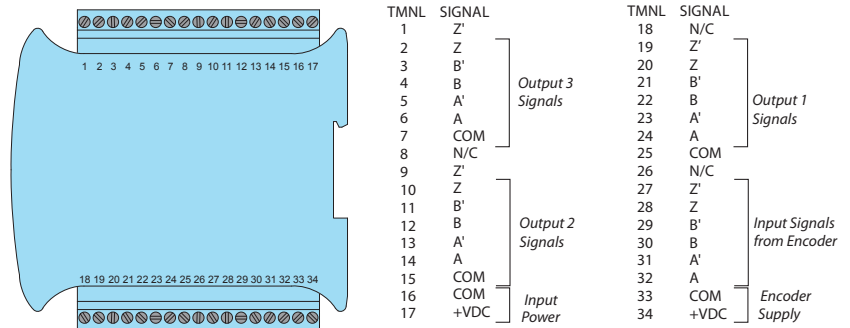 1 2 3 4 5 6 7 8 9 10 11 12 13 14 15 16 17
18 19 20 21 22 23 24 25 26 27 28 29 30 31 32 33 34
TMNL SIGNAL
1 Z'
2 Z
3 B'
4 B
5 A'
6 A
7 COM
Output 3
Signals
8 N/C
9 Z'
10 Z
11 B'
12 B
13 A'
14 A
15 COM
Output 2
Signals
16 COM
17 +VDC
Input
Power
TMNL SIGNAL
18 N/C
19 Z'
20 Z
21 B'
22 B
23 A'
24 A
25 COM
Output 1
Signals
26 N/C
27 Z'
28 Z
29 B'
30 B
31 A'
32 A
Input Signals
from Encoder
33 COM
34 +VDC
Encoder
Supply